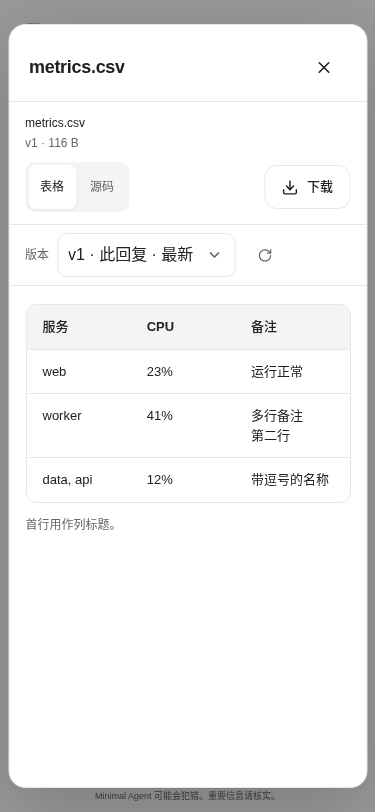 metrics.csv
metrics.csv
v1 · 116 B
表格 源码 下载
版本 v1 · 此回复 · 最新
服务 CPU 备注
web 23% 运行正常
worker 41% 多行备注
第二行
data, api 12% 带逗号的名称
首行用作列标题。
Minimal Agent 可能会犯错。重要信息请核实。